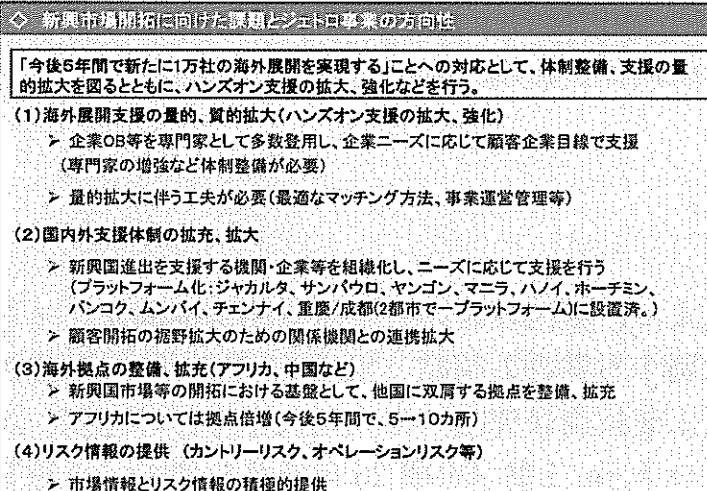 ◇ 新興市場開拓に向けた課題とジェトロ事業の方向性
「今後5年間で新たに1万社の海外展開を実現する」ことへの対応として、体制整備、支援の量
的拡大を図るとともに、ハンズオン支援の拡大、強化などを行う。
(1)海外展開支援の量的、質的拡大(ハンズオン支援の拡大、強化)
➢ 企業OB等を専門家として多数登用し、企業ニーズに応じて顧客企業目線で支援
(専門家の増強など体制整備が必要)
➢ 量的拡大に伴う工夫が必要(最適なマッチング方法、事業運営管理等)
(2)国内外支援体制の拡充、拡大
➢ 新興国進出を支援する機関・企業等を組織化し、ニーズに応じて支援を行う
(プラットフォーム化:ジャカルタ、サンパウロ、ヤンゴン、マニラ、ハノイ、ホーチミン、
バンコク、ムンバイ、チェンナイ、重慶/成都(2都市で一プラットフォーム)に設置済。)
➢ 顧客開拓の裾野拡大のための関係機関との連携拡大
(3)海外拠点の整備、拡充(アフリカ、中国など)
➢ 新興国市場等の開拓における基盤として、他国に双肩する拠点を整備、拡充
➢ アフリカについては拠点倍増(今後5年間で、5→10カ所)
(4)リスク情報の提供 (カントリーリスク、オペレーションリスク等)
➢ 市場情報とリスク情報の積極的提供